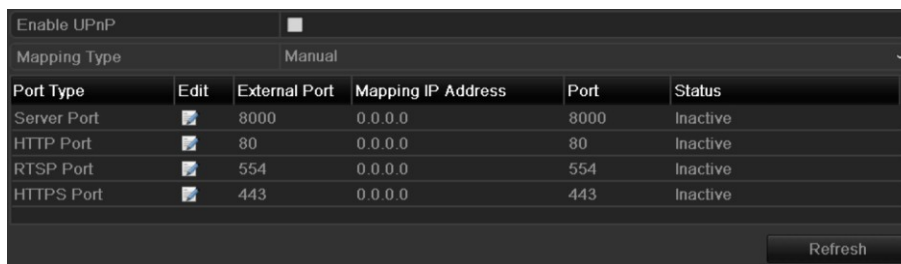 Enable UPnP
Mapping Type Manual
Port Type Edit External Port Mapping IP Address Port Status
Server Port 8000 0.0.0.0 8000 Inactive
HTTP Port 80 0.0.0.0 80 Inactive
RTSP Port 554 0.0.0.0 554 Inactive
HTTPS Port 443 0.0.0.0 443 Inactive
Refresh